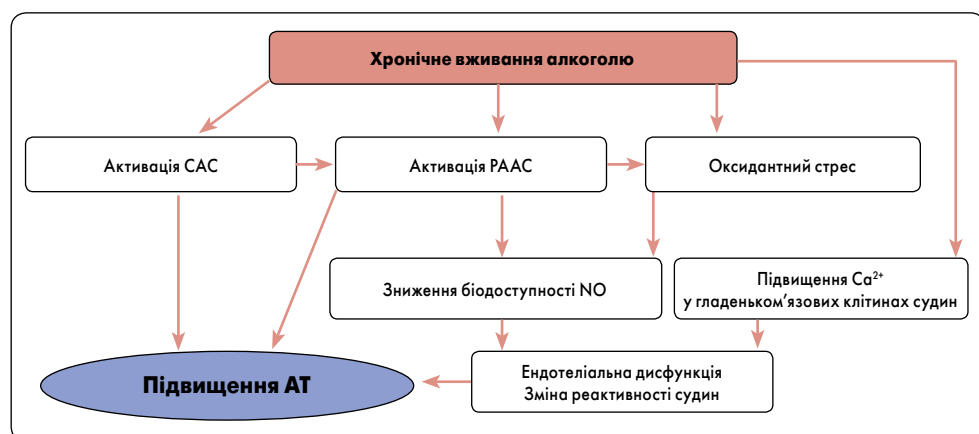 Хронічне вживання алкоголю
Активація САС
Активація РААС
Оксидантний стрес
Зниження біодоступності NO
Підвищення Ca²⁺
у гладеньком’язових клітинах судин
Підвищення АТ
Ендотеліальна дисфункція
Зміна реактивності судин